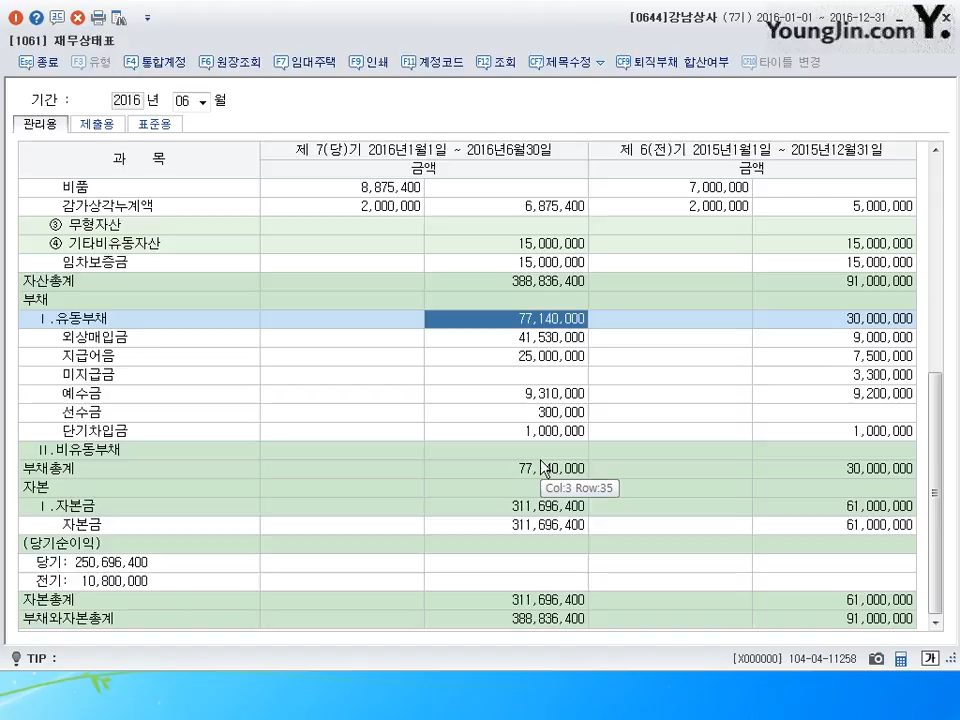 [0644]강남상사 (7기) 2016-01-01 ~ 2016-12-31
YoungJin.com Y.
[1061] 재무상태표
Esc 종료 F3 유형 F4 통합계정 F6 원장조회 F7 임대주택 F9 인쇄 F11 계정코드 F12 조회 CF7 제목수정 CF9 퇴직부채 합산여부 CF10 타이틀 변경
기간 : 2016 년 06 월
관리용 제출용 표준용
과 목 제 7(당)기 2016년1월1일 ~ 2016년6월30일 제 6(전)기 2015년1월1일 ~ 2015년12월31일
금액 금액
비품 8,875,400 7,000,000
감가상각누계액 2,000,000 6,875,400 2,000,000 5,000,000
③ 무형자산
④ 기타비유동자산 15,000,000 15,000,000
임차보증금 15,000,000 15,000,000
자산총계 388,836,400 91,000,000
부채
Ⅰ.유동부채 77,140,000 30,000,000
외상매입금 41,530,000 9,000,000
지급어음 25,000,000 7,500,000
미지급금 3,300,000
예수금 9,310,000 9,200,000
선수금 300,000
단기차입금 1,000,000 1,000,000
Ⅱ.비유동부채
부채총계 77,140,000 30,000,000
자본
Col:3 Row:35
Ⅰ.자본금 311,696,400 61,000,000
자본금 311,696,400 61,000,000
(당기순이익)
당기: 250,696,400
전기: 10,800,000
자본총계 311,696,400 61,000,000
부채와자본총계 388,836,400 91,000,000
TIP :
[X000000] 104-04-11258 가